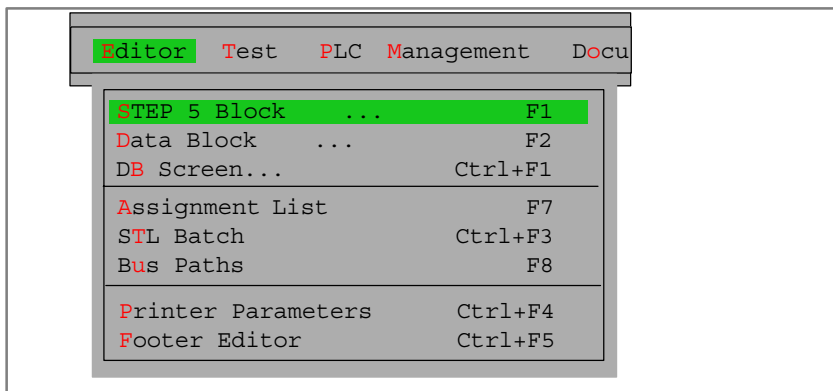 Editor Test PLC Management Docu
STEP 5 Block ... F1
Data Block ... F2
DB Screen... Ctrl+F1
Assignment List F7
STL Batch Ctrl+F3
Bus Paths F8
Printer Parameters Ctrl+F4
Footer Editor Ctrl+F5